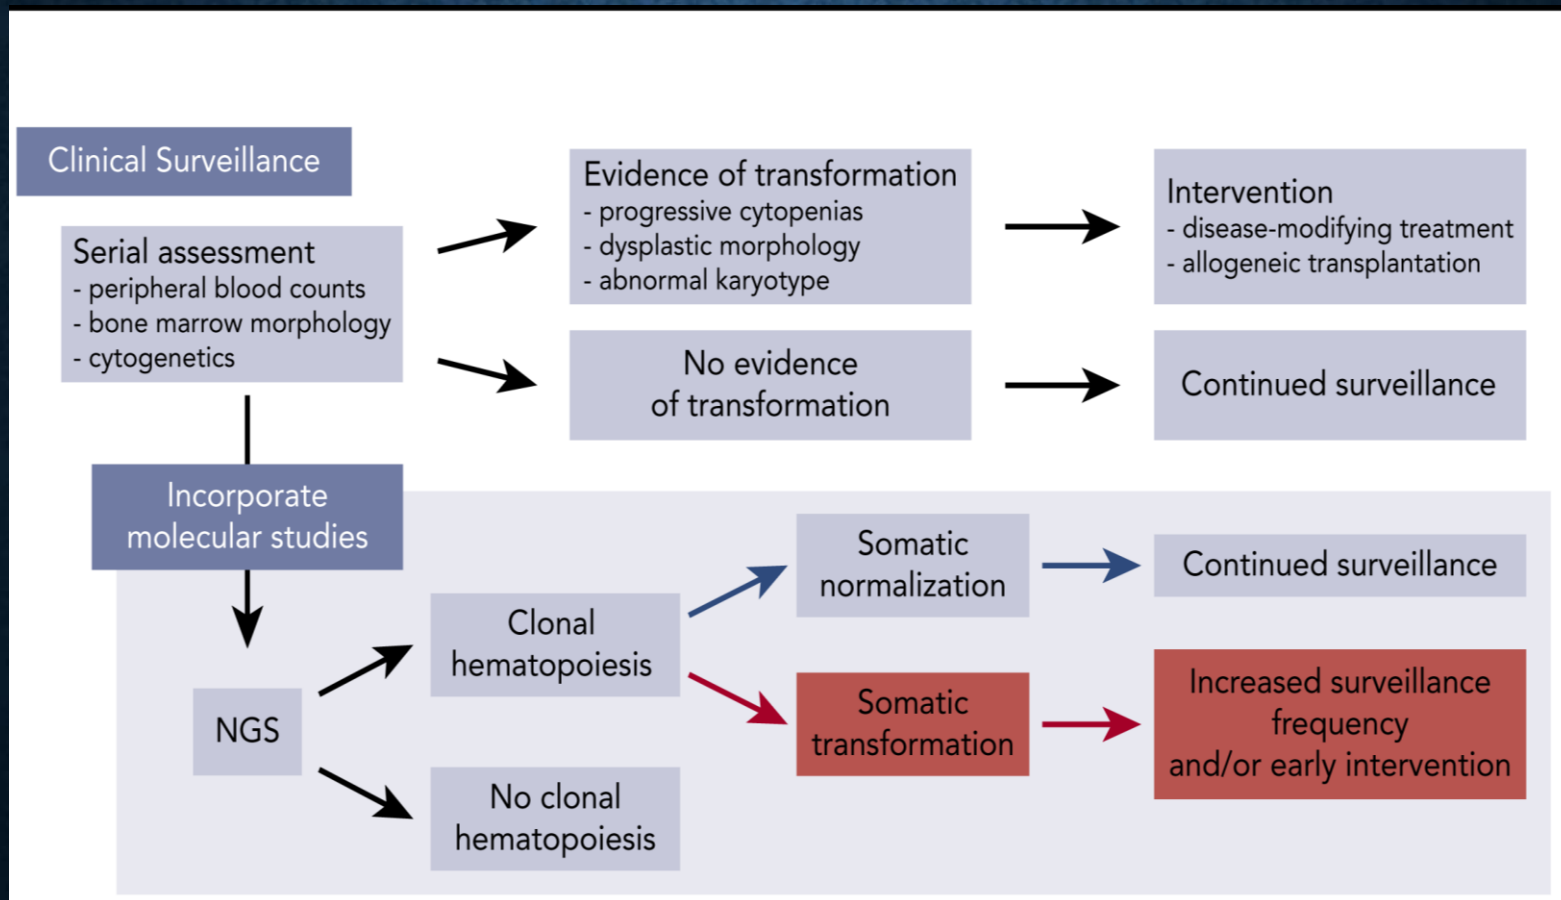 Clinical Surveillance
Serial assessment
- peripheral blood counts
- bone marrow morphology
- cytogenetics
Evidence of transformation
- progressive cytopenias
- dysplastic morphology
- abnormal karyotype
Intervention
- disease-modifying treatment
- allogeneic transplantation
No evidence
of transformation
Continued surveillance
Incorporate
molecular studies
NGS
Clonal
hematopoiesis
No clonal
hematopoiesis
Somatic
normalization
Continued surveillance
Somatic
transformation
Increased surveillance
frequency
and/or early intervention